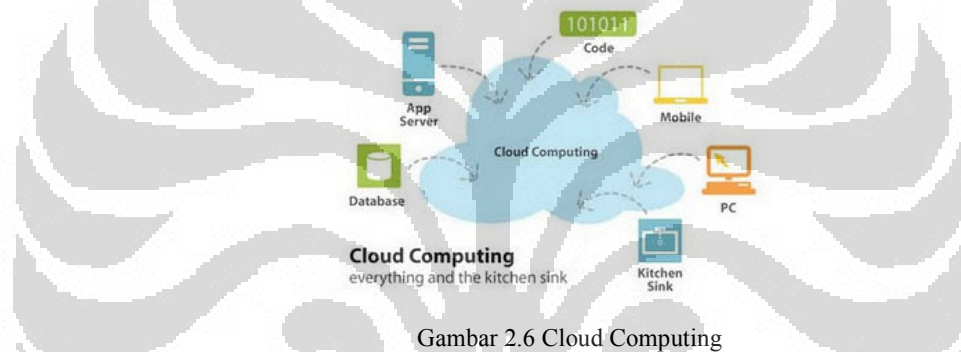 101011
Code
App
Server
Mobile
Cloud Computing
Database
PC
Cloud Computing
everything and the kitchen sink
Kitchen
Sink
Gambar 2.6 Cloud Computing